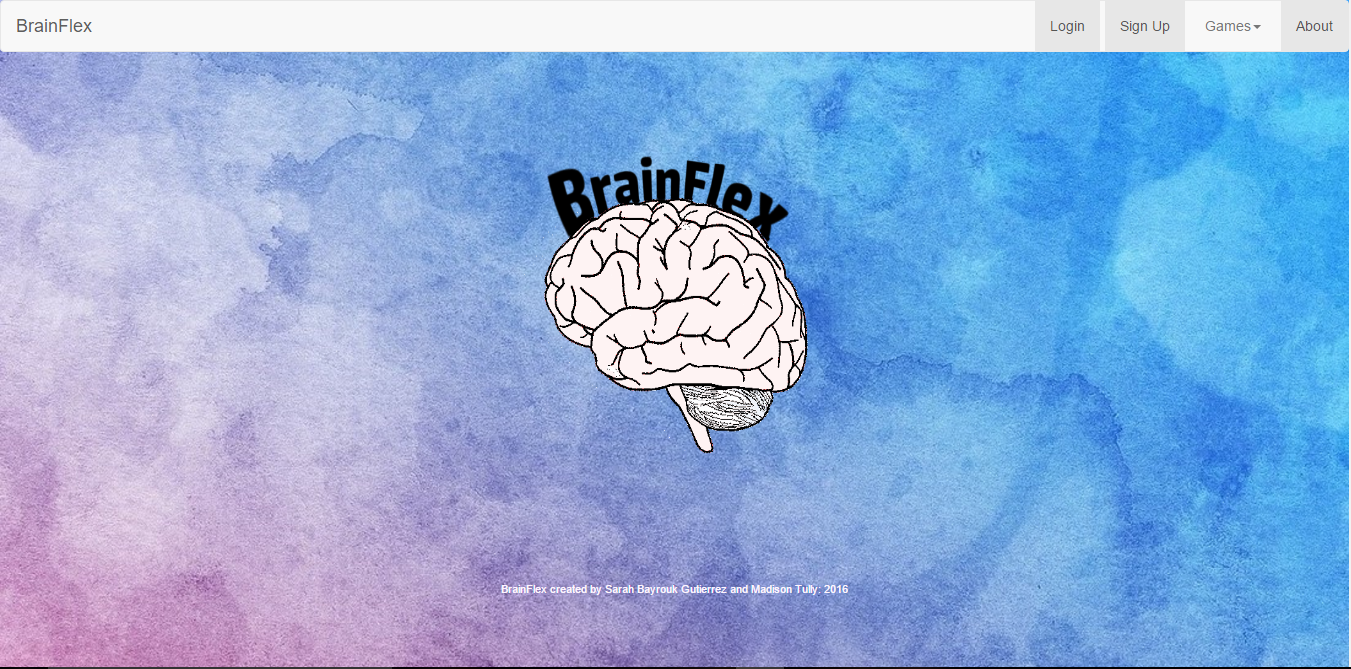 BrainFlex Login Sign Up Games About
BrainFlex
BrainFlex created by Sarah Bayrouk Gutierrez and Madison Tully: 2016